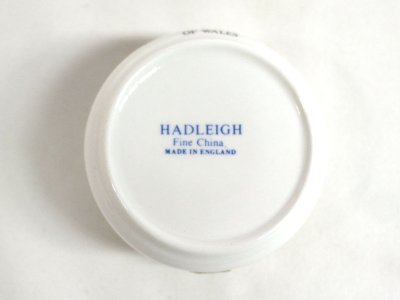 OF WALES
HADLEIGH
Fine China
MADE IN ENGLAND